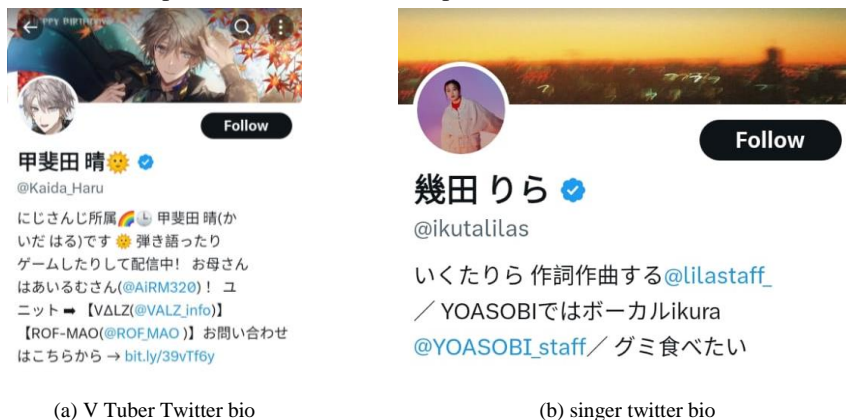 HAPPY BIRTHDAY
Follow
甲斐田 晴🌞
@Kaida_Haru
にじさんじ所属🌈🕒 甲斐田 晴(か
いだ はる)です🌞 弾き語ったり
ゲームしたりして配信中! お母さん
はあいるむさん(@AiRM320)! ユ
ニット ➡ 【VΔLZ(@VALZ_info)】
【ROF-MAO(@ROF_MAO )】お問い合わせ
はこちらから → bit.ly/39vTf6y
(a) V Tuber Twitter bio
Follow
幾田 りら
@ikutalilas
いくたりら 作詞作曲する@lilastaff_
／ YOASOBIではボーカルikura
@YOASOBI_staff／ グミ食べたい
(b) singer twitter bio